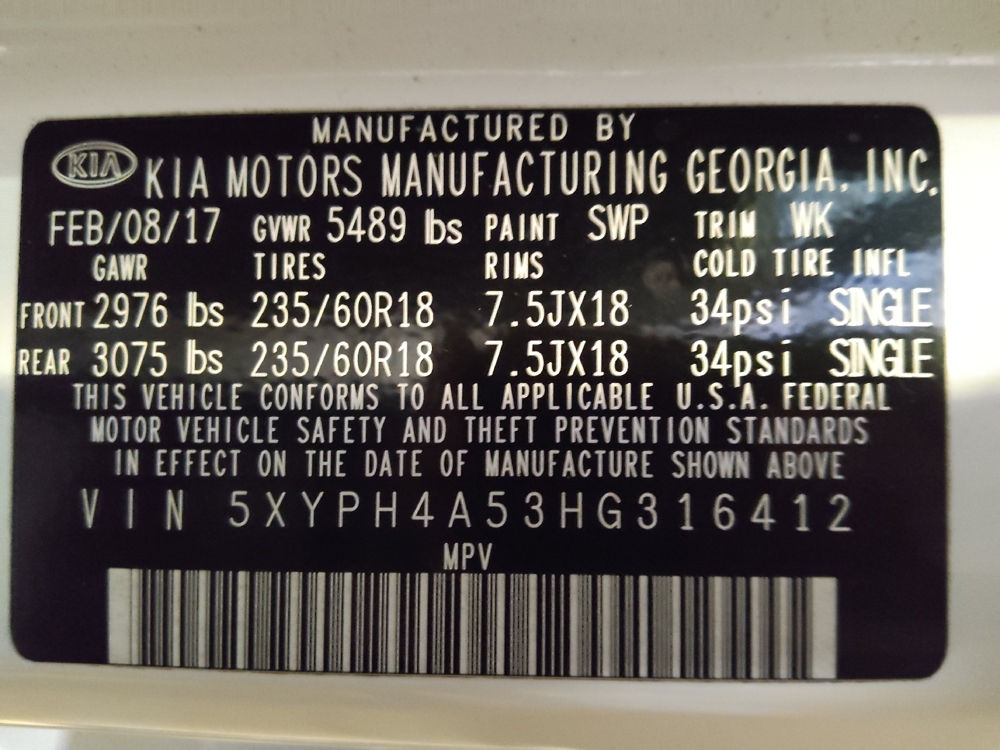 MANUFACTURED BY
KIA KIA MOTORS MANUFACTURING GEORGIA, INC.
FEB/08/17 GVWR 5489 lbs PAINT SWP TRIM WK
GAWR TIRES RIMS COLD TIRE INFL
FRONT 2976 lbs 235/60R18 7.5JX18 34psi SINGLE
REAR 3075 lbs 235/60R18 7.5JX18 34psi SINGLE
THIS VEHICLE CONFORMS TO ALL APPLICABLE U.S.A. FEDERAL
MOTOR VEHICLE SAFETY AND THEFT PREVENTION STANDARDS
IN EFFECT ON THE DATE OF MANUFACTURE SHOWN ABOVE
VIN 5XYPH4A53HG316412
MPV